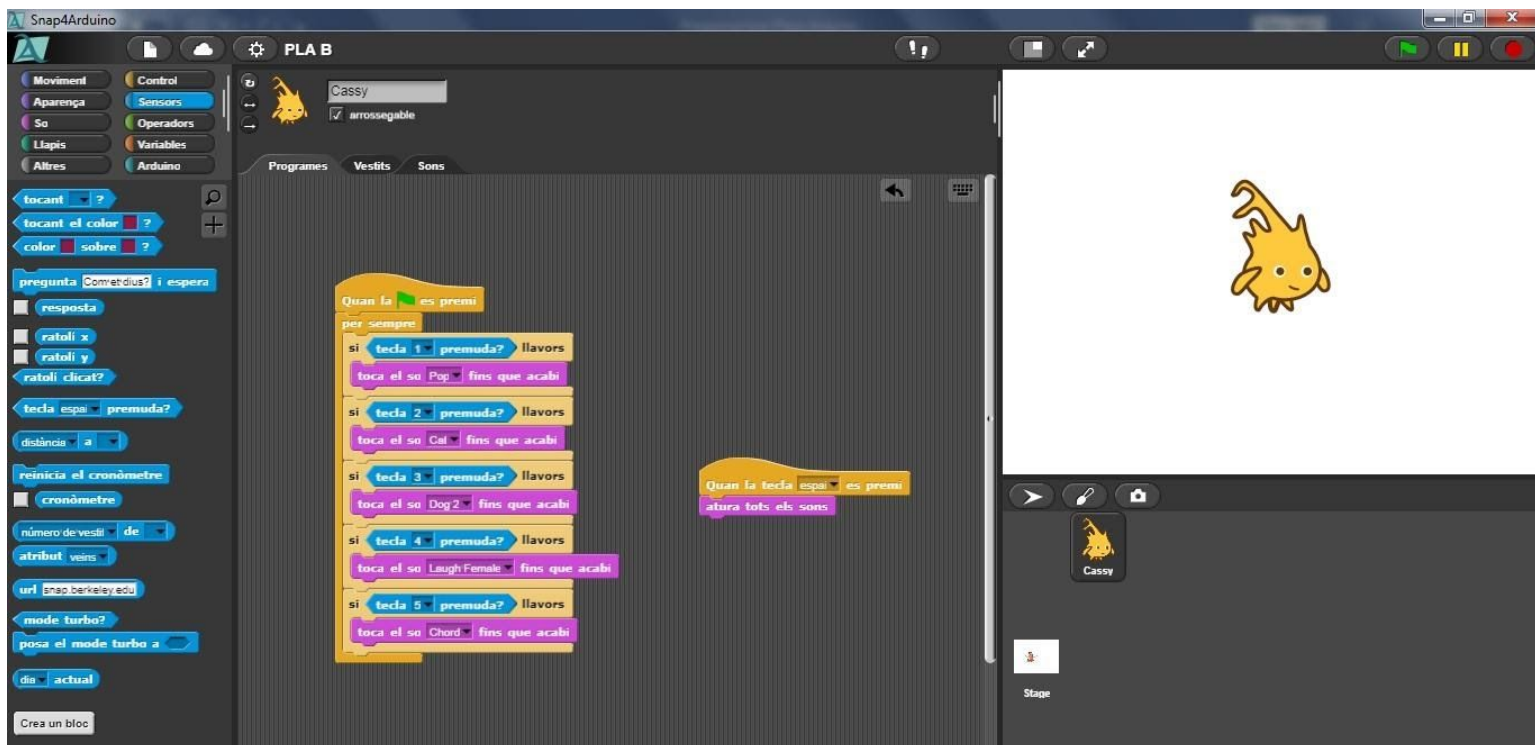 Snap4Arduino
PLA B
Moviment Control
Aparença Sensors
So Operadors
Llapis Variables
Altres Arduino
tocant ?
tocant el color ?
color sobre ?
pregunta i espera
resposta
ratolí x
ratolí y
ratolí clicat?
tecla espai premuda?
distància a
reinicia el cronòmetre
cronòmetre
número de vestit de
atribut veins
url snap.berkeley.edu
mode turbo?
posa el mode turbo a
dia actual
Crea un bloc
Cassy
arrossegable
Programes Vestits Sons
Quan la es premi
per sempre
si tecla 1 premuda? llavors
toca el so Pop fins que acabi
si tecla 2 premuda? llavors
toca el so fins que acabi
si tecla 3 premuda? llavors
toca el so Dog 2 fins que acabi
si tecla 4 premuda? llavors
toca el so Laugh Female fins que acabi
si tecla 5 premuda? llavors
toca el so Chord fins que acabi
Quan la tecla espai es premi
atura tots els sons
Cassy
Stage